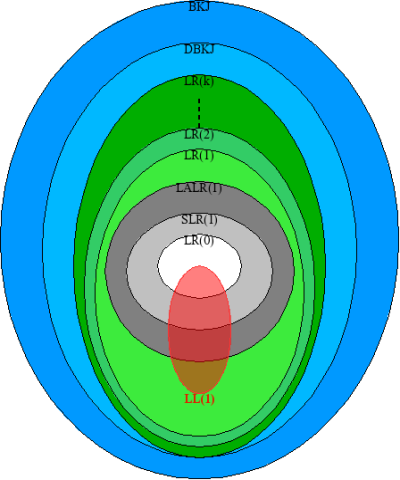 BKJ
DBKJ
LR(k)
LR(2)
LR(1)
LALR(1)
SLR(1)
LR(0)
LL(1)